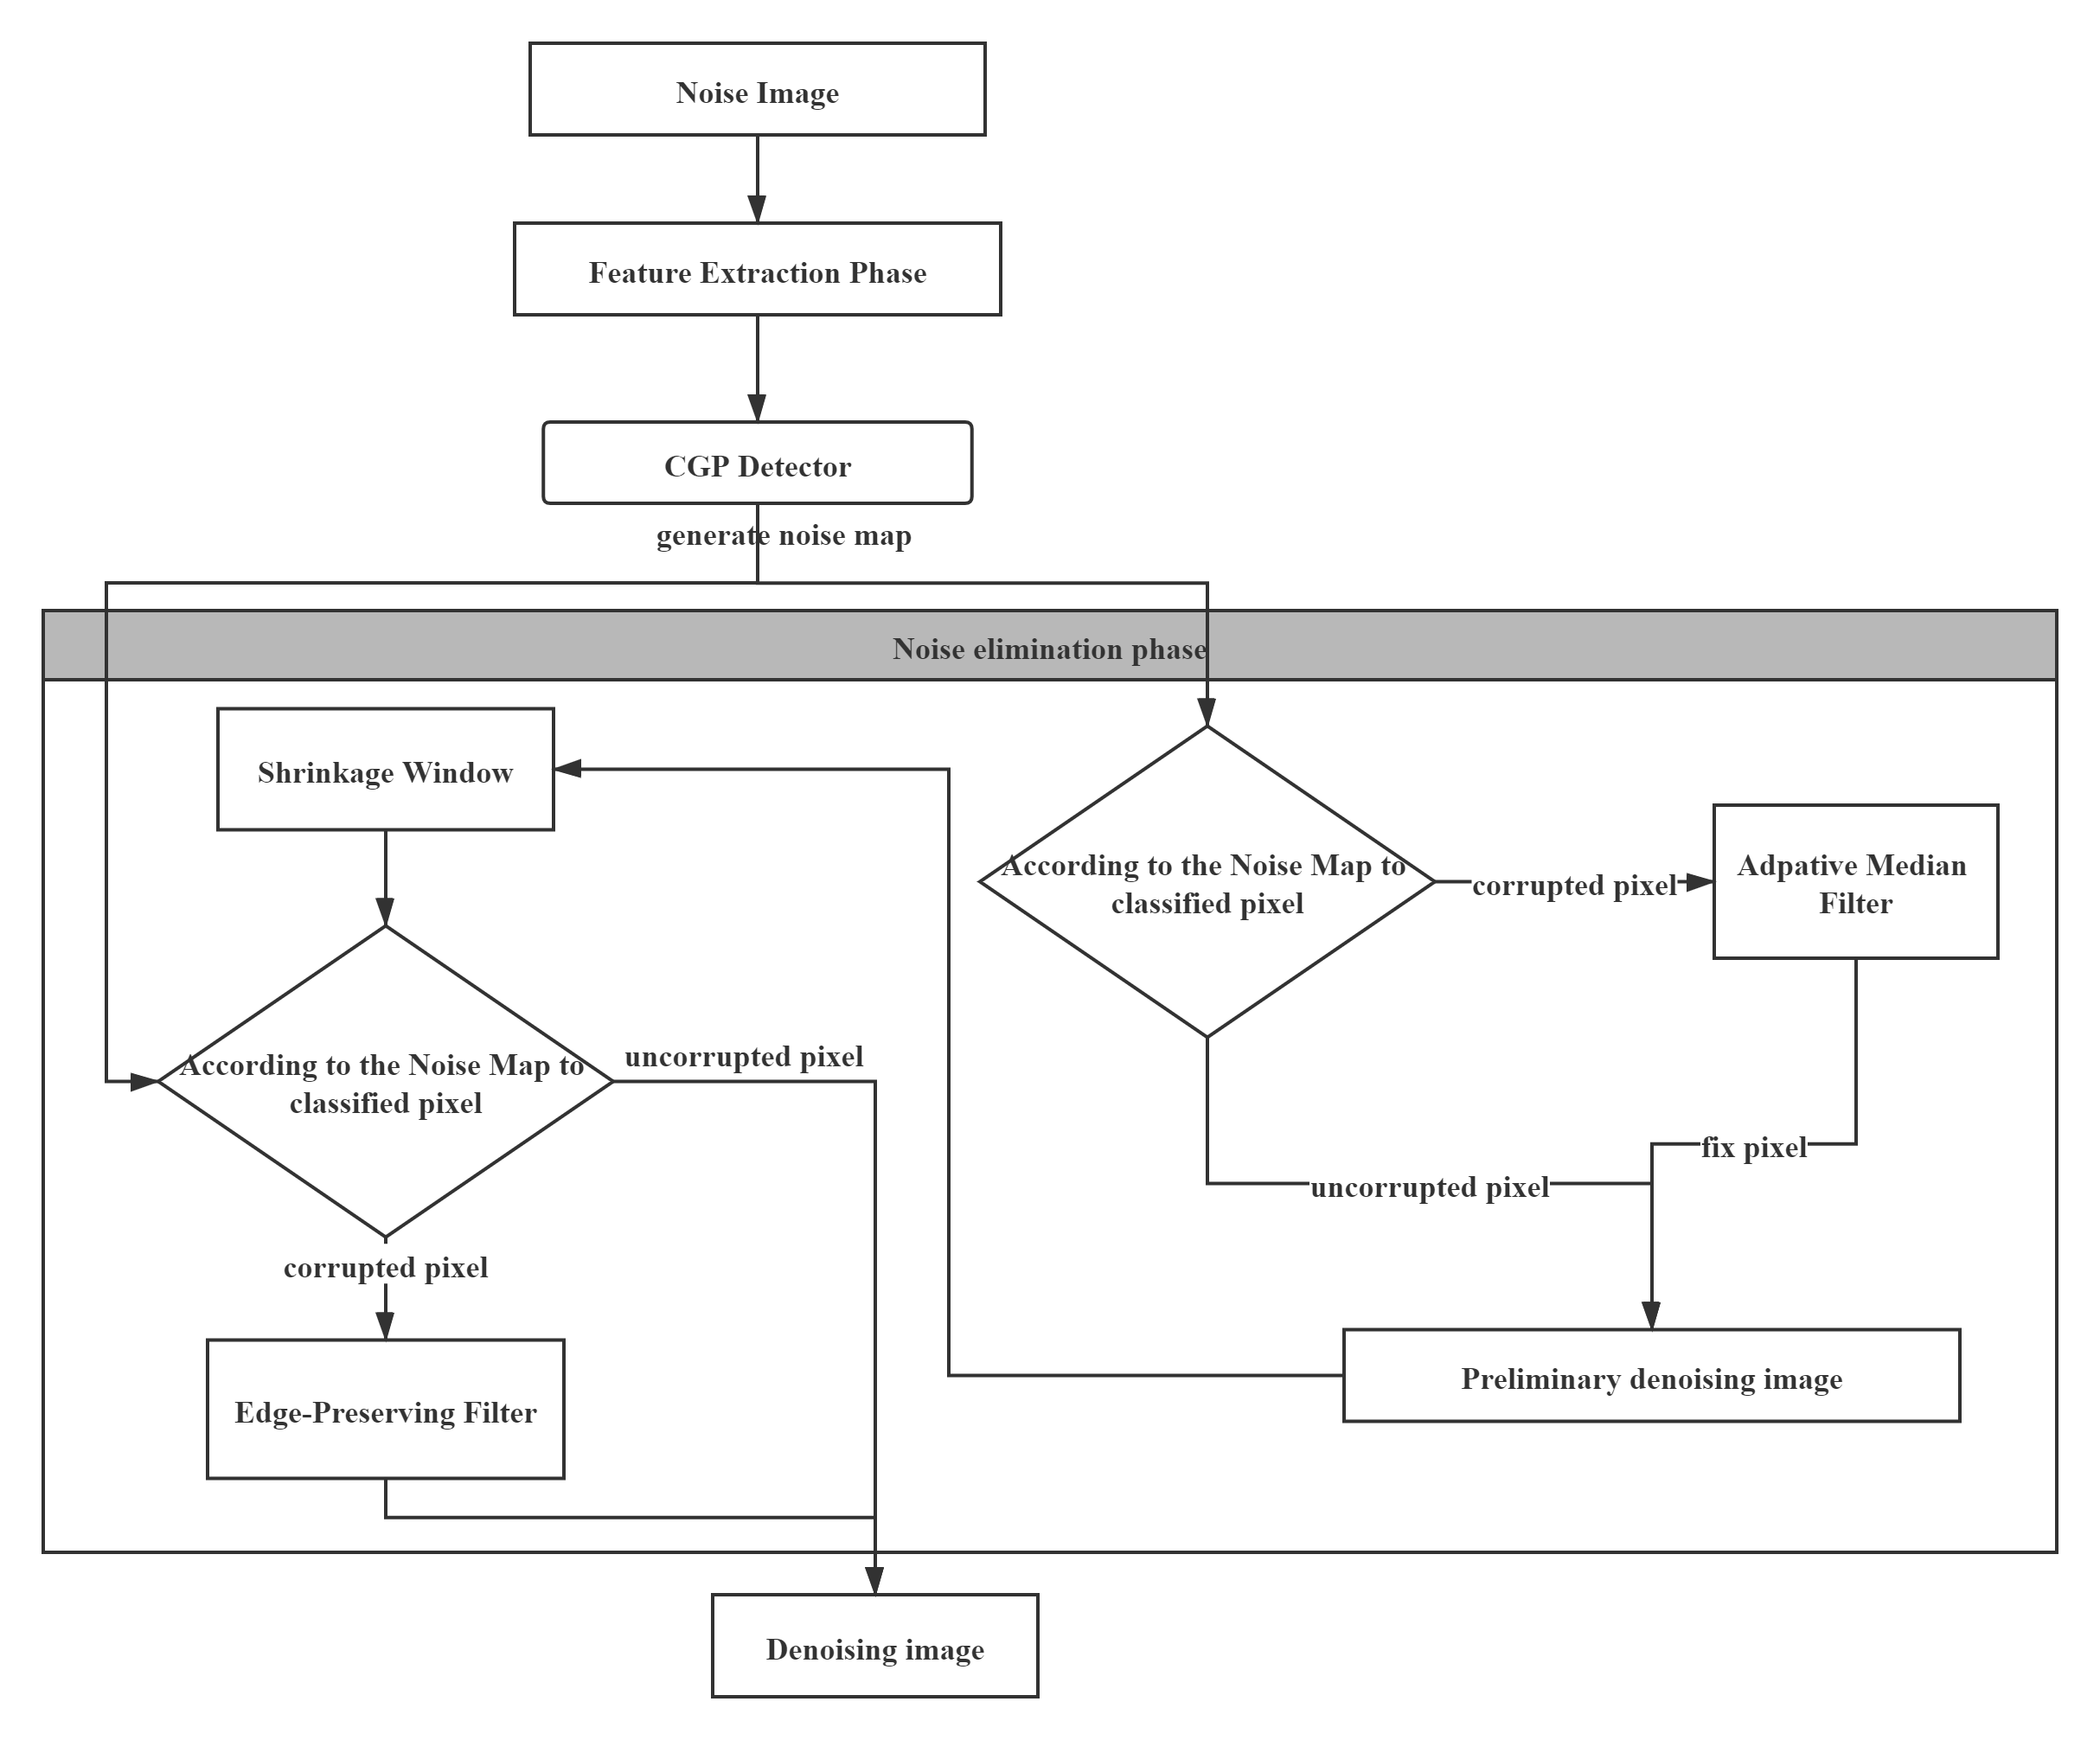 Noise Image
Feature Extraction Phase
CGP Detector
generate noise map
Noise elimination phase
Shrinkage Window
According to the Noise Map to
classified pixel
corrupted pixel
Adpative Median
Filter
According to the Noise Map to
classified pixel
uncorrupted pixel
fix pixel
uncorrupted pixel
corrupted pixel
Edge-Preserving Filter
Preliminary denoising image
Denoising image